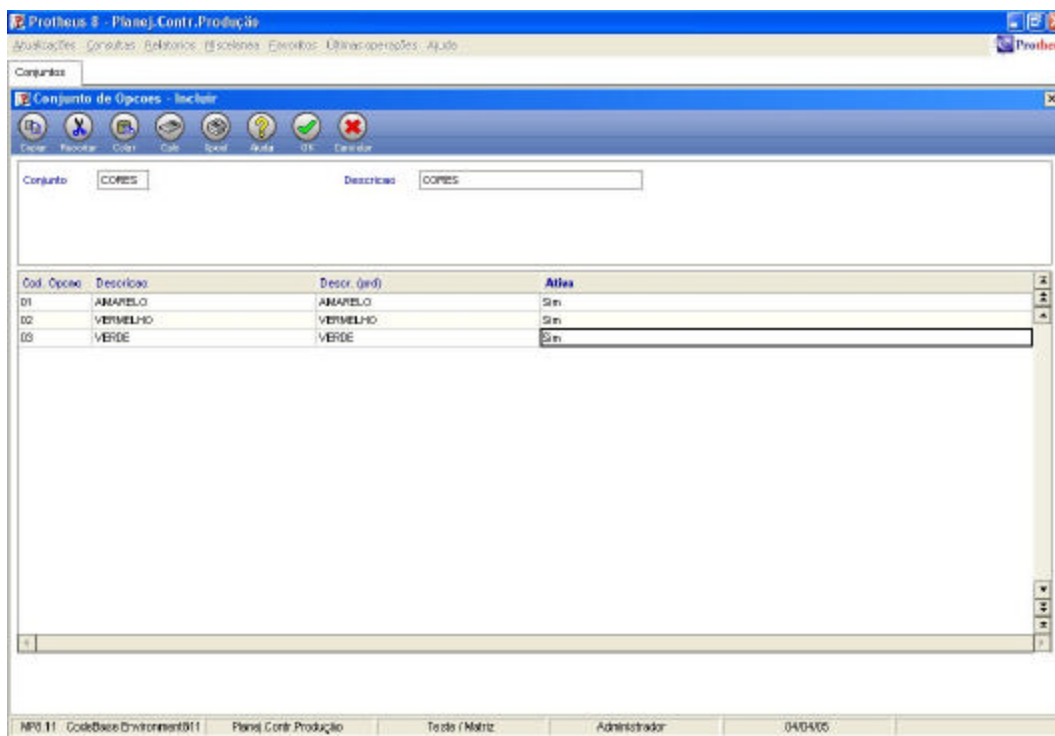 Protheus 8 - Planej.Contr.Produção
Atualizações Consultas Relatorios Miscelanea Favoritos Últimas operações Ajuda
Prothe
Conjuntos
Conjunto de Opcoes - Incluir
Copiar Recortar Colar Calc Spool Ajuda OK Cancelar
Conjunto CORES Descricao CORES
Cod. Opcao Descricao Descr. (prd) Ativa
01 AMARELO AMARELO Sim
02 VERMELHO VERMELHO Sim
03 VERDE VERDE Sim
MP8.11 CodeBase Environment811 Planej.Contr.Produção Teste / Matriz Administrador 04/04/05